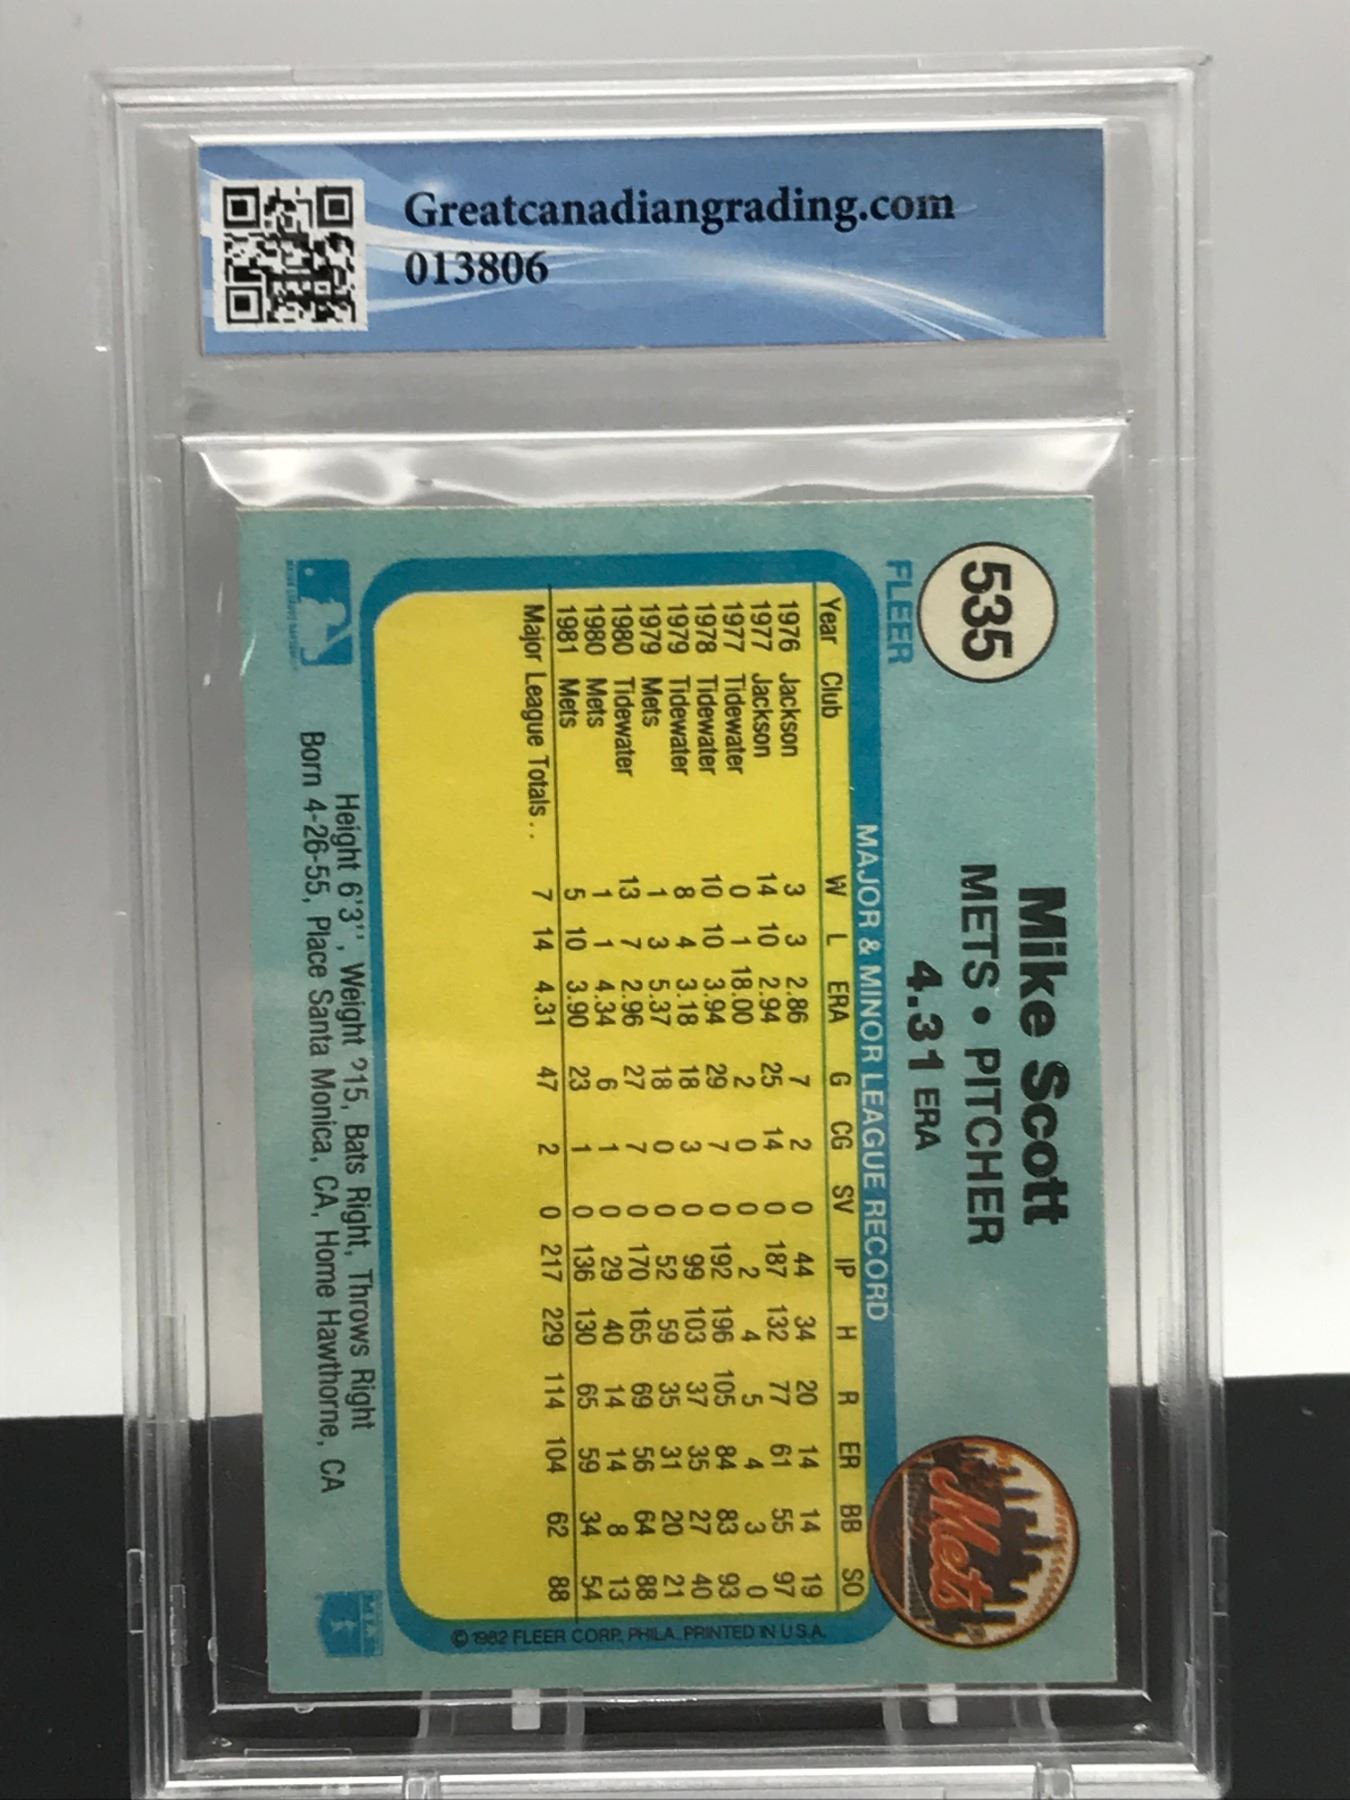 Greatcanadiangrading.com
013806
535
FLEER
Mike Scott
METS • PITCHER
4.31 ERA
Mets
MAJOR & MINOR LEAGUE RECORD
Year Club W L ERA G CG SV IP H R ER BB SO
1976 Jackson 3 3 2.86 7 2 0 44 34 20 14 14 19
1977 Jackson 14 10 2.94 25 14 0 187 132 77 61 55 97
1977 Tidewater 0 1 18.00 2 0 0 2 4 5 4 3 0
1978 Tidewater 10 10 3.94 29 7 0 192 196 105 84 83 93
1979 Tidewater 8 4 3.18 18 3 0 99 103 37 35 27 40
1979 Mets 1 3 5.37 18 0 0 52 59 35 31 20 21
1980 Tidewater 13 7 2.96 27 7 0 170 165 69 56 64 88
1980 Mets 1 1 4.34 6 1 0 29 40 14 14 8 13
1981 Mets 5 10 3.90 23 1 0 136 130 65 59 34 54
Major League Totals . . 7 14 4.31 47 2 0 217 229 114 104 62 88
© 1982 FLEER CORP. PHILA. PRINTED IN U.S.A.
Height 6'3'', Weight 215, Bats Right, Throws Right
Born 4-26-55, Place Santa Monica, CA, Home Hawthorne, CA